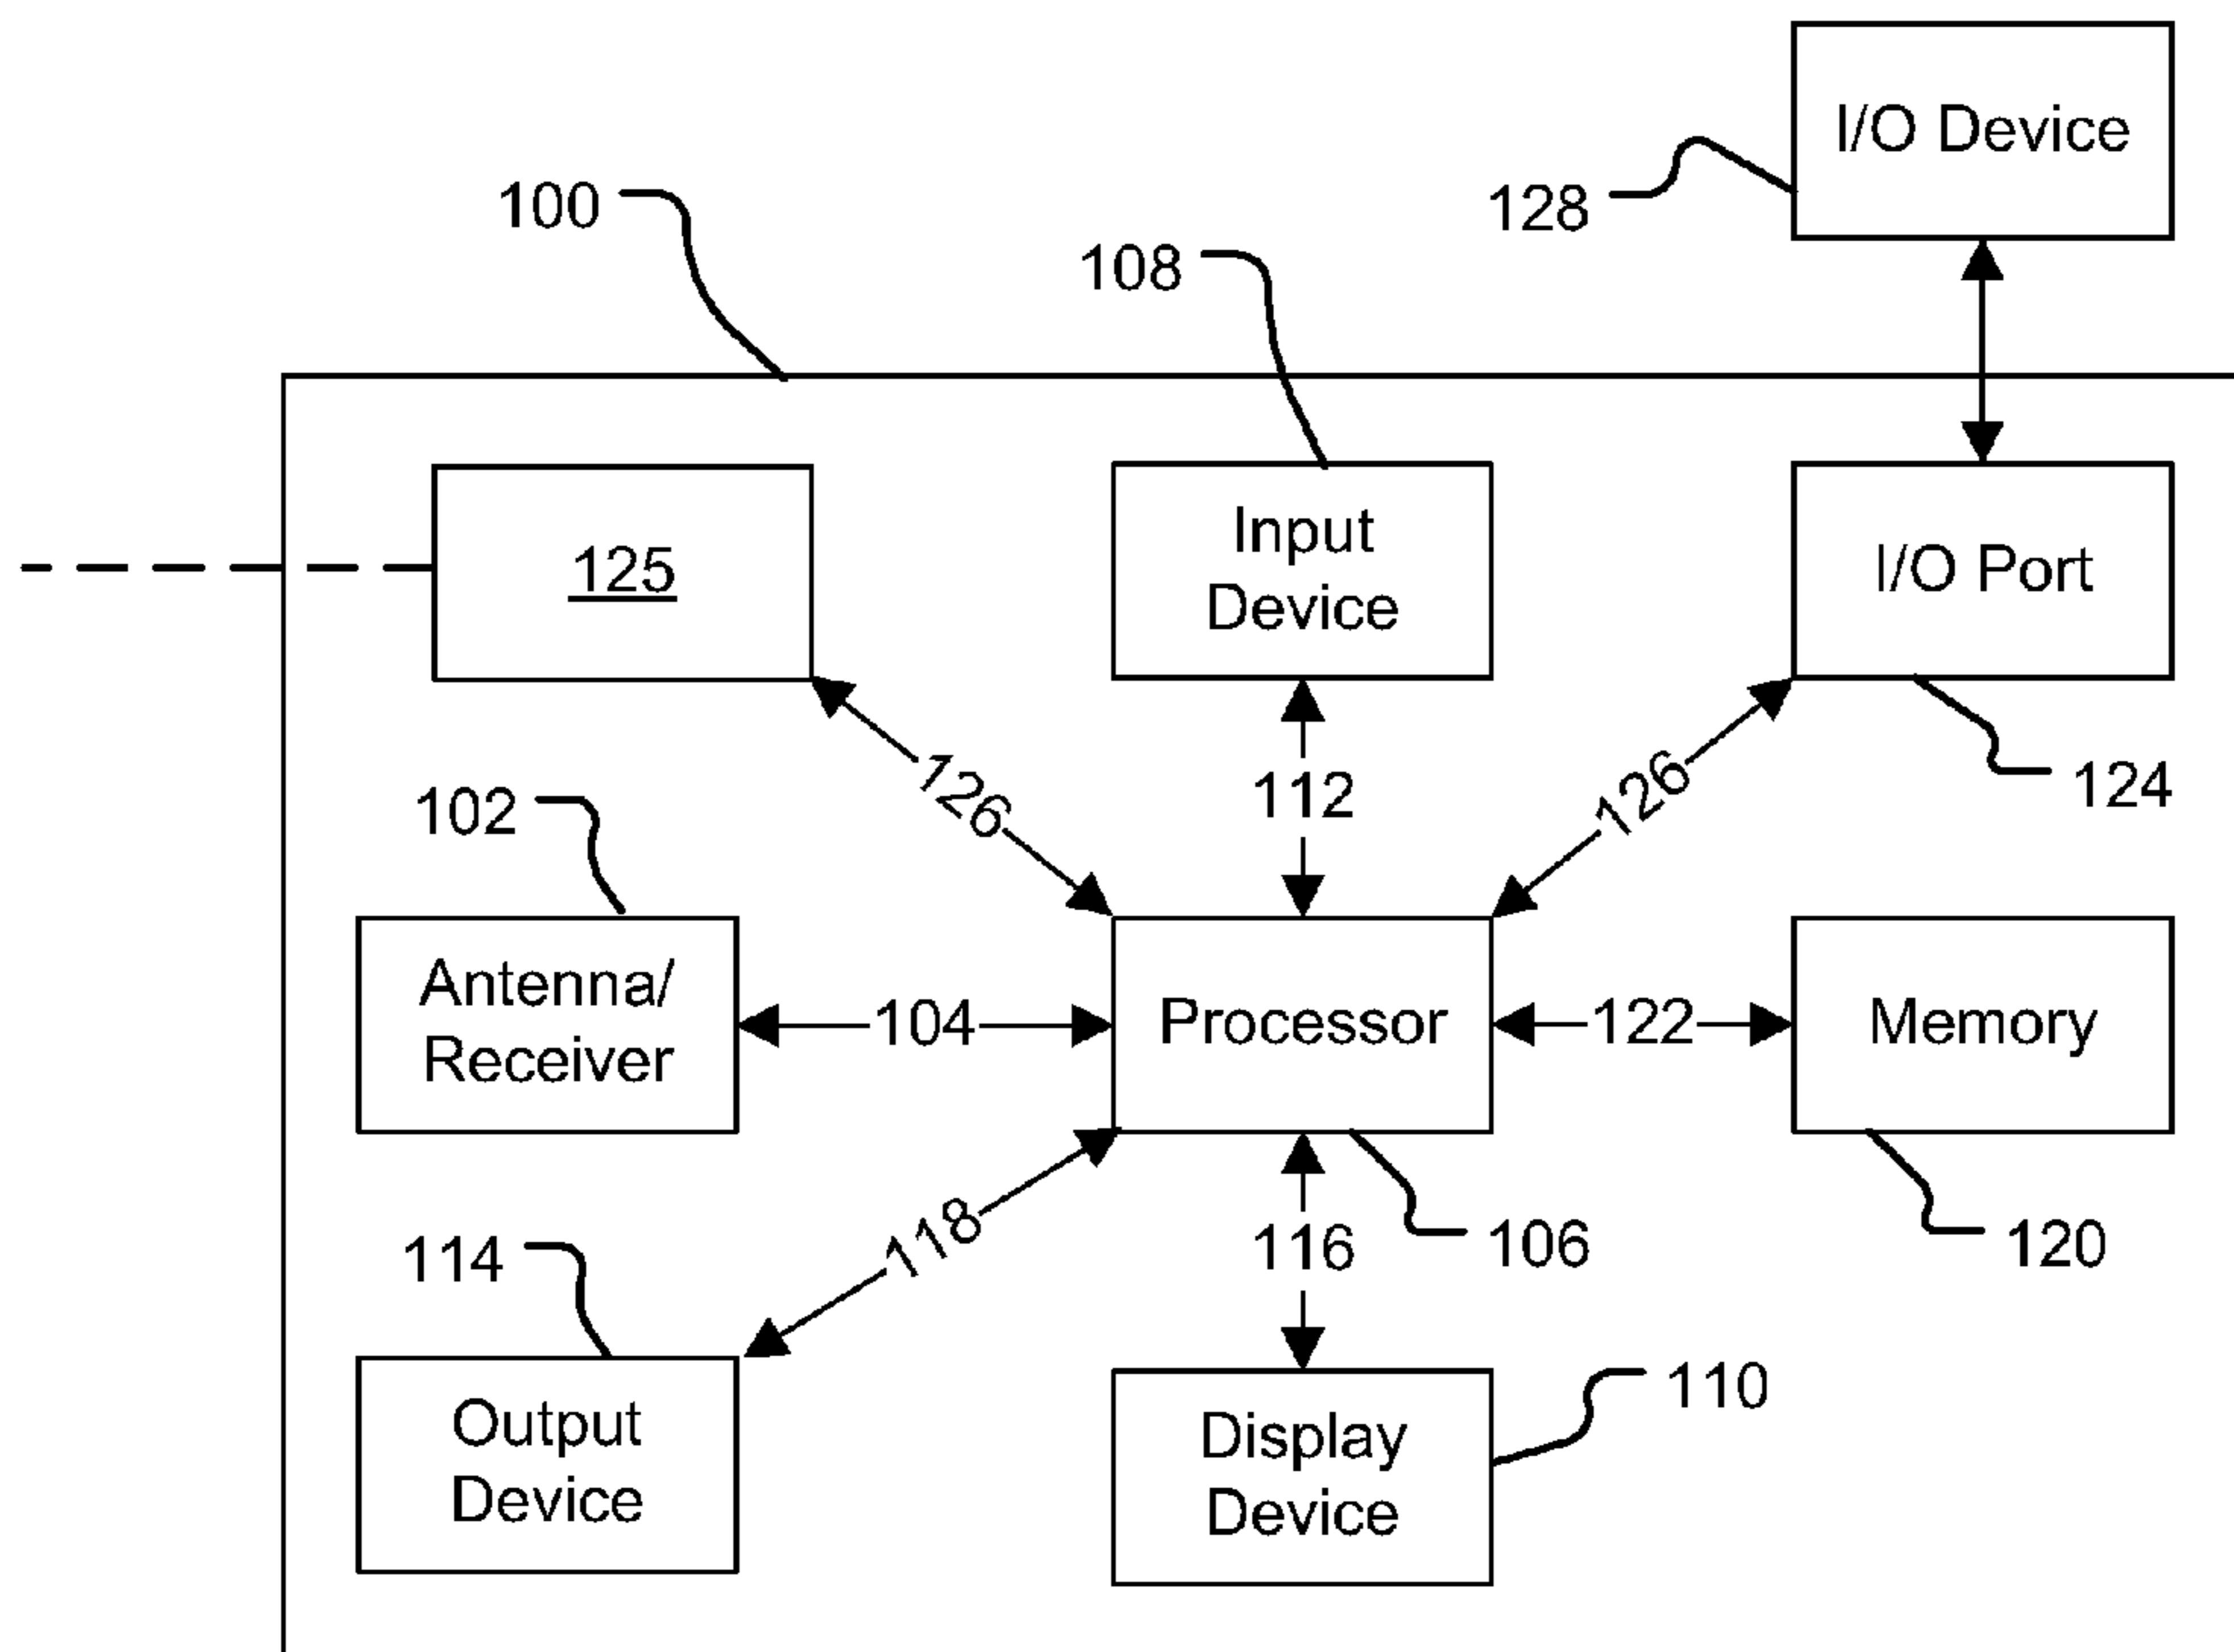 I/O Device
100
128
108
125
Input
Device
I/O Port
126
112
126
124
102
Antenna/
Receiver
104
Processor
122
Memory
118
116
106
120
114
110
Output
Device
Display
Device